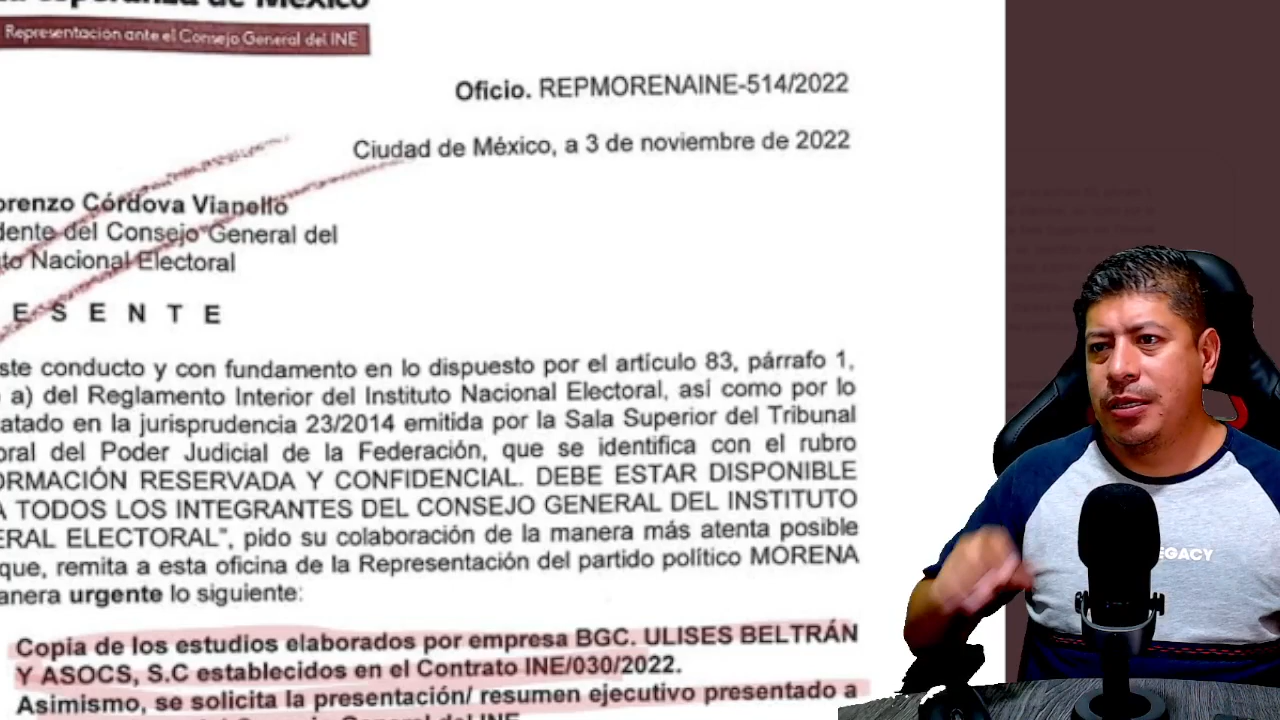 esperanza de México
Representación ante el Consejo General del INE
Oficio. REPMORENAINE-514/2022
Ciudad de México, a 3 de noviembre de 2022
orenzo Córdova Vianello
dente del Consejo General del
to Nacional Electoral
E S E N T E
ste conducto y con fundamento en lo dispuesto por el artículo 83, párrafo 1,
a) del Reglamento Interior del Instituto Nacional Electoral, así como por lo
atado en la jurisprudencia 23/2014 emitida por la Sala Superior del Tribunal
oral del Poder Judicial de la Federación, que se identifica con el rubro
ORMACIÓN RESERVADA Y CONFIDENCIAL. DEBE ESTAR DISPONIBLE
A TODOS LOS INTEGRANTES DEL CONSEJO GENERAL DEL INSTITUTO
ERAL ELECTORAL", pido su colaboración de la manera más atenta posible
que, remita a esta oficina de la Representación del partido político MORENA
anera urgente lo siguiente:
Copia de los estudios elaborados por empresa BGC. ULISES BELTRÁN
Y ASOCS, S.C establecidos en el Contrato INE/030/2022.
Asimismo, se solicita la presentación/ resumen ejecutivo presentado a
General del INE
EGACY